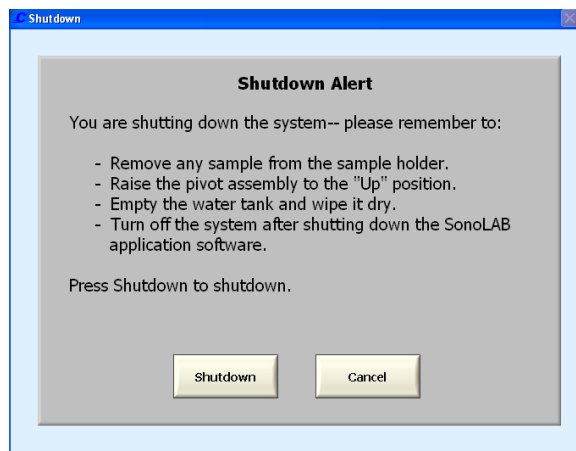 Shutdown
Shutdown Alert
You are shutting down the system-- please remember to:
- Remove any sample from the sample holder.
- Raise the pivot assembly to the "Up" position.
- Empty the water tank and wipe it dry.
- Turn off the system after shutting down the SonoLAB
application software.
Press Shutdown to shutdown.
Shutdown Cancel